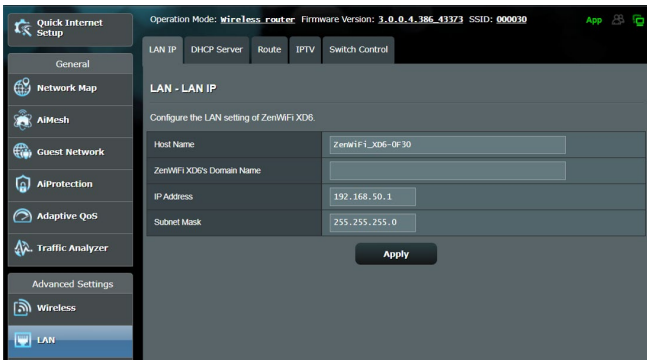 Quick Internet
Setup
Operation Mode: Wireless router Firmware Version: 3.0.0.4.386_43373 SSID: 000030
App
LAN IP DHCP Server Route IPTV Switch Control
General
Network Map
AiMesh
Guest Network
AiProtection
Adaptive QoS
Traffic Analyzer
Advanced Settings
Wireless
LAN
LAN - LAN IP
Configure the LAN setting of ZenWiFi XD6.
Host Name ZenWiFi_XD6-0F30
ZenWiFi XD6's Domain Name
IP Address 192.168.50.1
Subnet Mask 255.255.255.0
Apply